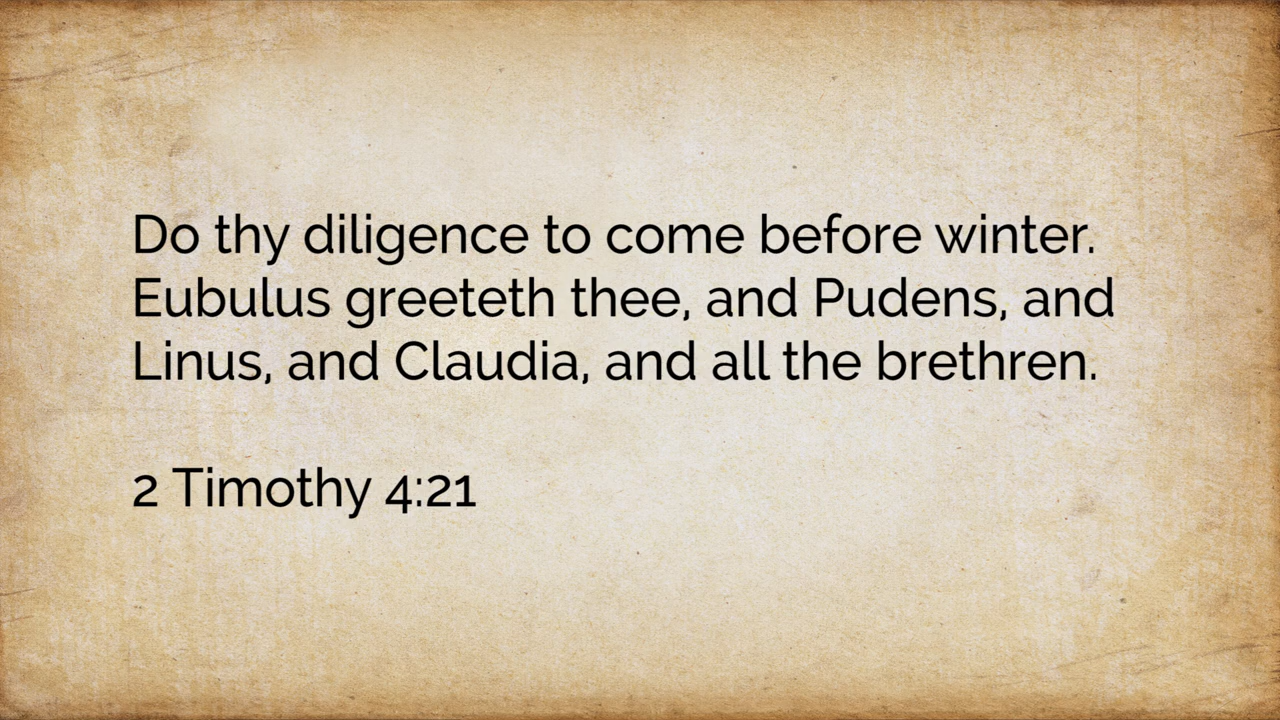 Do thy diligence to come before winter.
Eubulus greeteth thee, and Pudens, and
Linus, and Claudia, and all the brethren.
2 Timothy 4:21